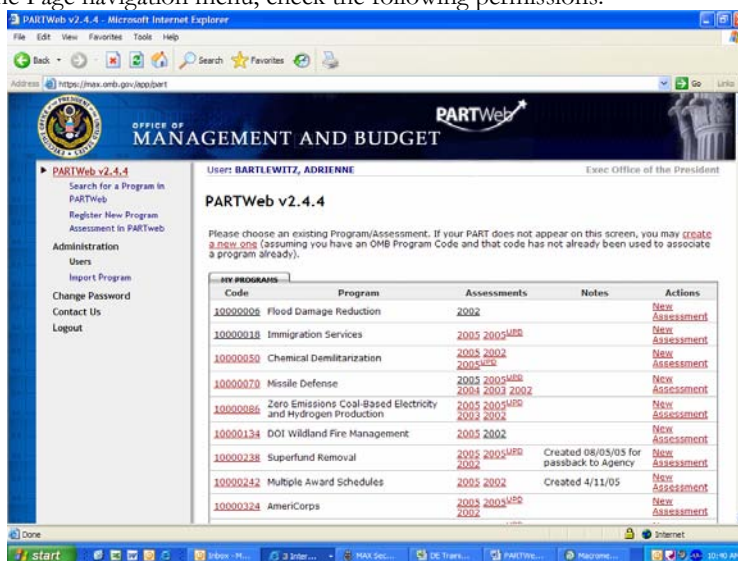 he Page navigation menu, check the following permissions:
PARTWeb v2.4.4 - Microsoft Internet Explorer
File Edit View Favorites Tools Help
Back Search Favorites
Address https://max.omb.gov/app/part Go Links
OFFICE OF
MANAGEMENT AND BUDGET
PARTWeb
PARTWeb v2.4.4
Search for a Program in
PARTWeb
Register New Program
Assessment in PARTweb
Administration
Users
Import Program
Change Password
Contact Us
Logout
User: BARTLEWITZ, ADRIENNE Exec Office of the President
PARTWeb v2.4.4
Please choose an existing Program/Assessment. If your PART does not appear on this screen, you may create
a new one (assuming you have an OMB Program Code and that code has not already been used to associate
a program already).
MY PROGRAMS
Code Program Assessments Notes Actions
10000006 Flood Damage Reduction 2002 New Assessment
10000018 Immigration Services 2005 2005UPD New Assessment
10000050 Chemical Demilitarization 2005 2002 2005UPD New Assessment
10000070 Missile Defense 2005 2005UPD 2004 2003 2002 New Assessment
10000086 Zero Emissions Coal-Based Electricity and Hydrogen Production 2005 2005UPD 2003 2002 New Assessment
10000134 DOI Wildland Fire Management 2005 2002 New Assessment
10000238 Superfund Removal 2005 2005UPD 2002 Created 08/05/05 for passback to Agency New Assessment
10000242 Multiple Award Schedules 2005 2002 Created 4/11/05 New Assessment
10000324 AmeriCorps 2005 2005UPD 2002 New Assessment
Done Internet
start Inbox - M... 3 Inter... MAX Sec... DE Train... PARTWe... Macrome... 10:40 AM